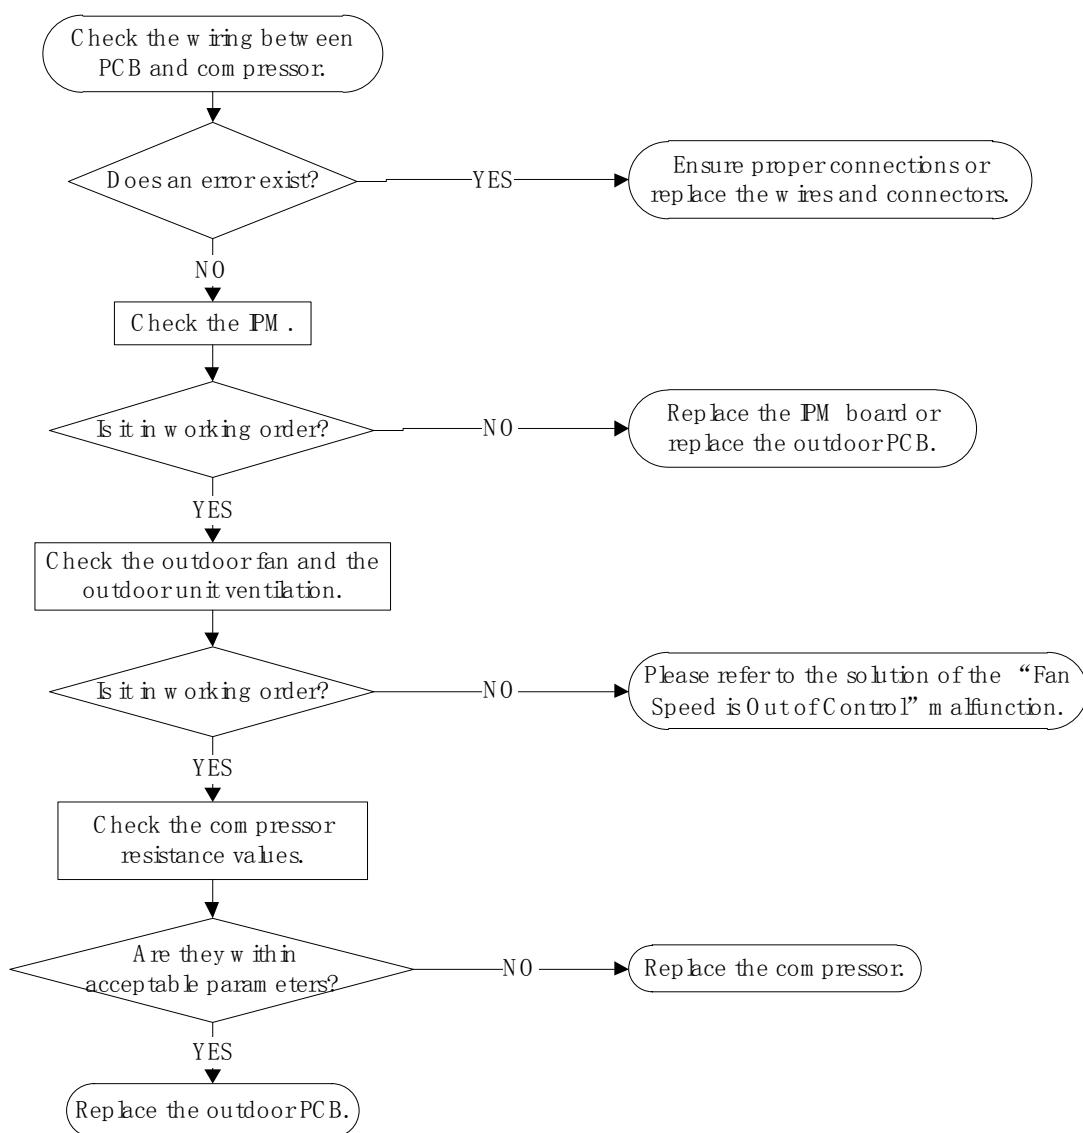 Check the wiring between
PCB and compressor.
Does an error exist?
YES
Ensure proper connections or
replace the wires and connectors.
NO
Check the IPM.
Is it in working order?
NO
Replace the IPM board or
replace the outdoor PCB.
YES
Check the outdoor fan and the
outdoor unit ventilation.
Is it in working order?
NO
Please refer to the solution of the “Fan
Speed is Out of Control” malfunction.
YES
Check the compressor
resistance values.
Are they within
acceptable parameters?
NO
Replace the compressor.
YES
Replace the outdoor PCB.